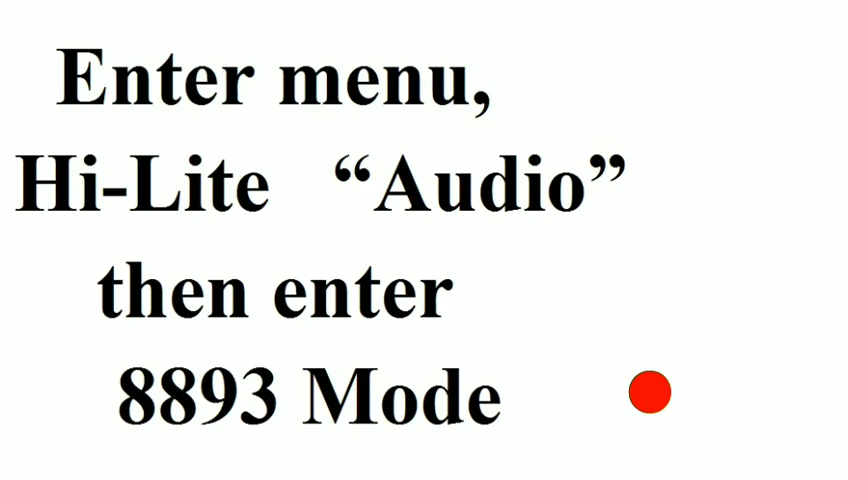 Enter menu,
Hi-Lite “Audio”
then enter
8893 Mode